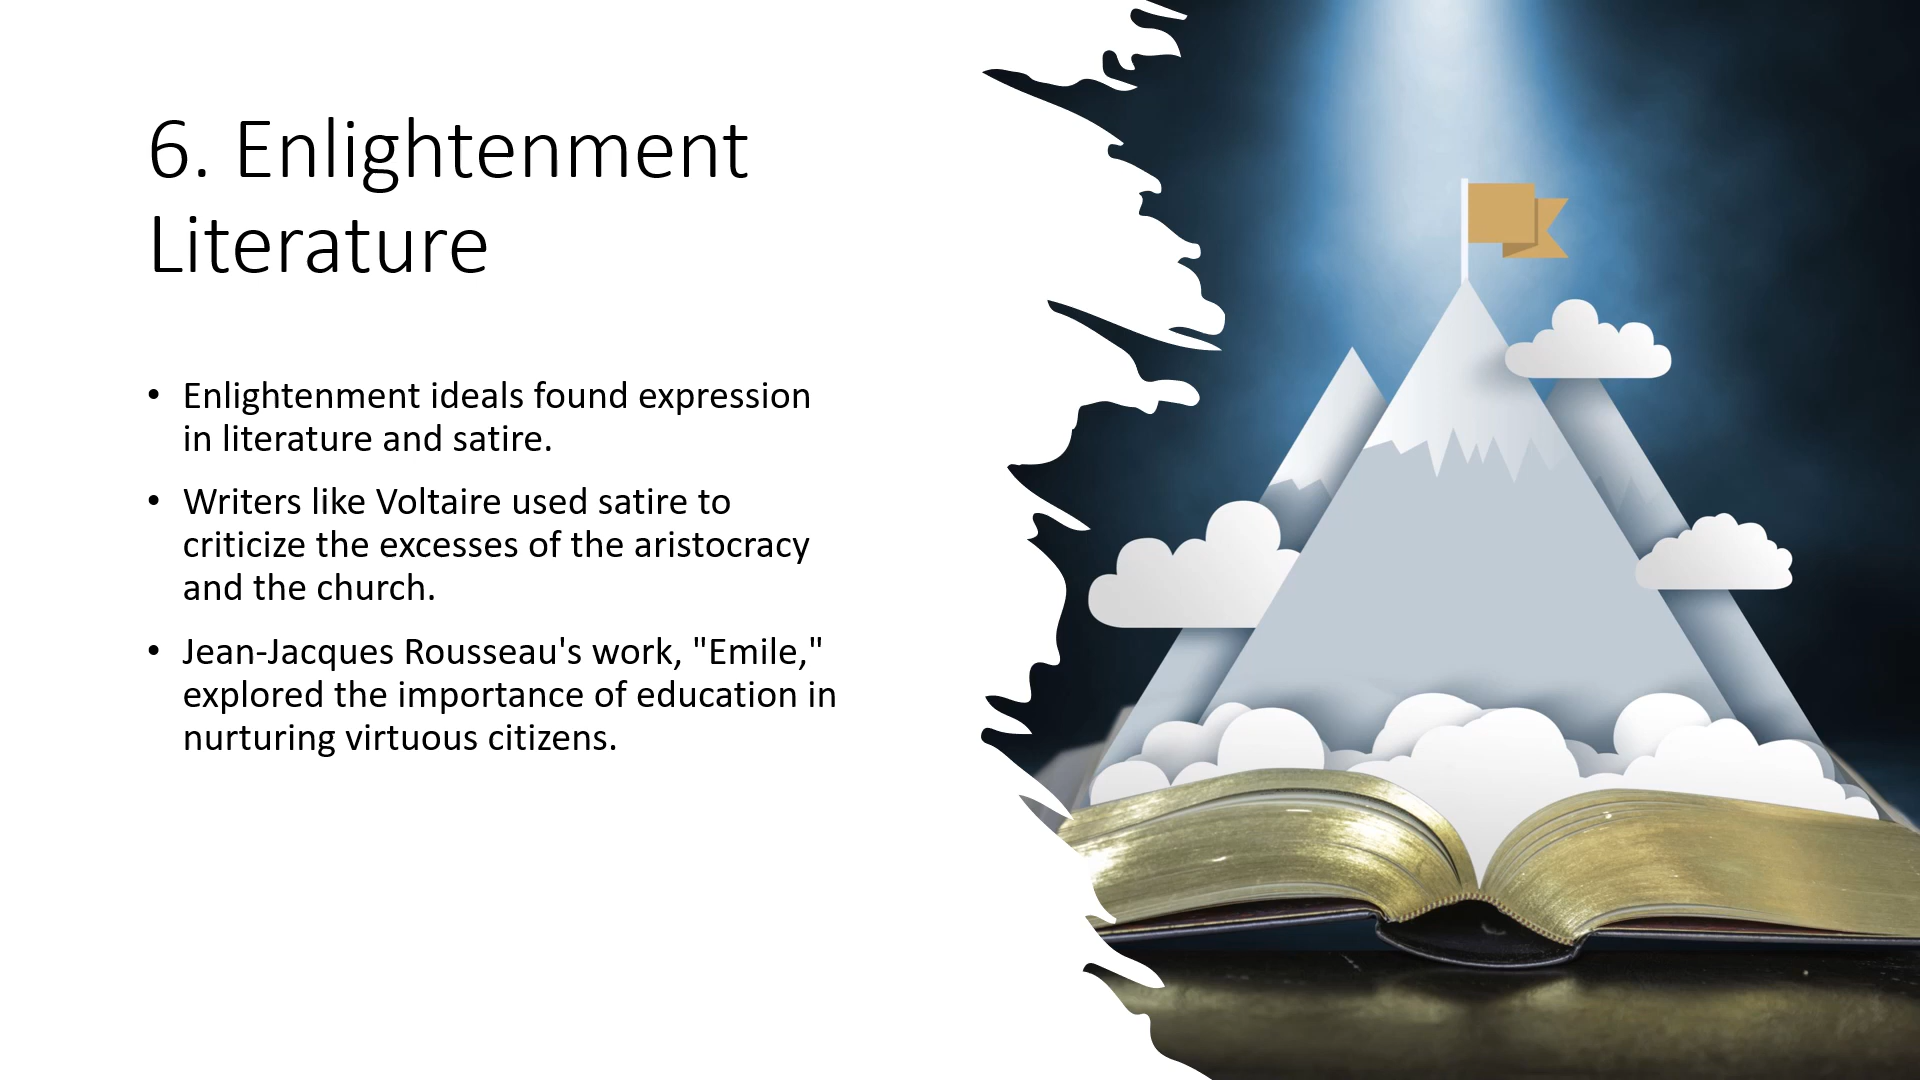 6. Enlightenment
Literature
• Enlightenment ideals found expression
in literature and satire.
• Writers like Voltaire used satire to
criticize the excesses of the aristocracy
and the church.
• Jean-Jacques Rousseau's work, "Emile,"
explored the importance of education in
nurturing virtuous citizens.